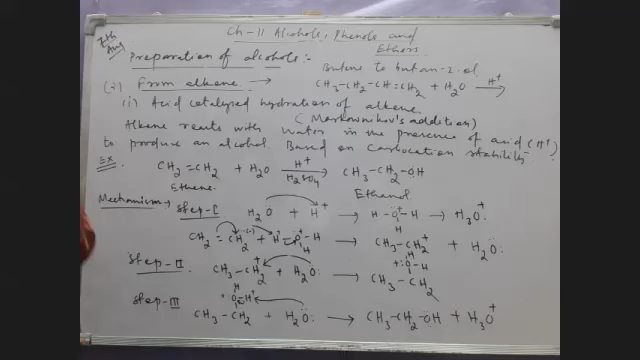 7th Aug
Ch-11 Alcohols, Phenols and Ethers
Preparation of alcohols:-
Butene to butan-2-ol
(2) From alkene → CH3-CH2-CH=CH2 + H2O H+ →
(i) Acid catalysed hydration of alkene
(Markownikov's addition)
Alkene reacts with water in the presence of acid (H+)
to produce an alcohol Based on carbocation stability
Ex. CH2=CH2 + H2O H+ → H2SO4 CH3-CH2-OH
Ethene Ethanol
Mechanism → Step-I H2O + H+ → H-O+-H → H3O+
H
CH2=CH2 + H-O+-H → CH3-CH2+ + H2O:
H
Step-II CH3-CH2+ + H2O: → CH3-CH2
H
:O+-H
Step-III
H
:O-H+
CH3-CH2 + H2O: → CH3-CH2-OH + H3O+